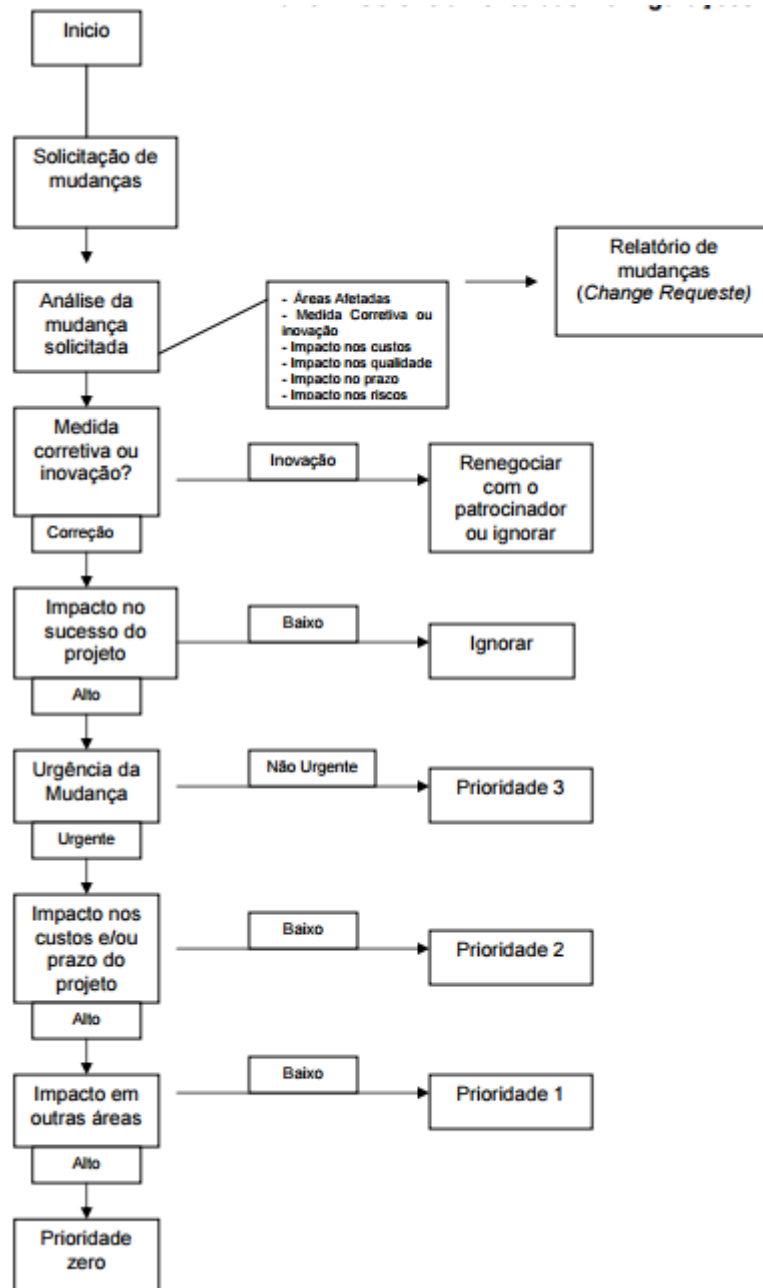 Inicio
Solicitação de
mudanças
Relatório de
mudanças
(Change Requeste)
Análise da
mudança
solicitada
- Áreas Afetadas
- Medida Corretiva ou
inovação
- Impacto nos custos
- Impacto nos qualidade
- Impacto no prazo
- Impacto nos riscos
Medida
corretiva ou
inovação?
Inovação
Renegociar
com o
patrocinador
ou ignorar
Correção
Impacto no
sucesso do
projeto
Baixo
Ignorar
Alto
Urgência da
Mudança
Não Urgente
Prioridade 3
Urgente
Impacto nos
custos e/ou
prazo do
projeto
Baixo
Prioridade 2
Alto
Impacto em
outras áreas
Baixo
Prioridade 1
Alto
Prioridade
zero